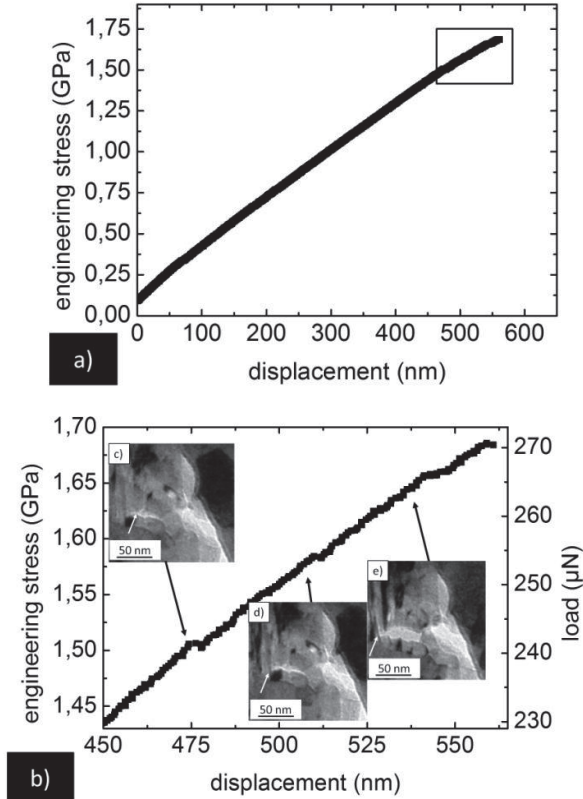 1,75
1,50
1,25
1,00
0,75
0,50
0,25
0,00
engineering stress (GPa)
0 100 200 300 400 500 600
displacement (nm)
a)
1,70
1,65
1,60
1,55
1,50
1,45
engineering stress (GPa)
270
260
250
240
230
load (μN)
c)
50 nm
d)
50 nm
e)
50 nm
450 475 500 525 550
displacement (nm)
b)